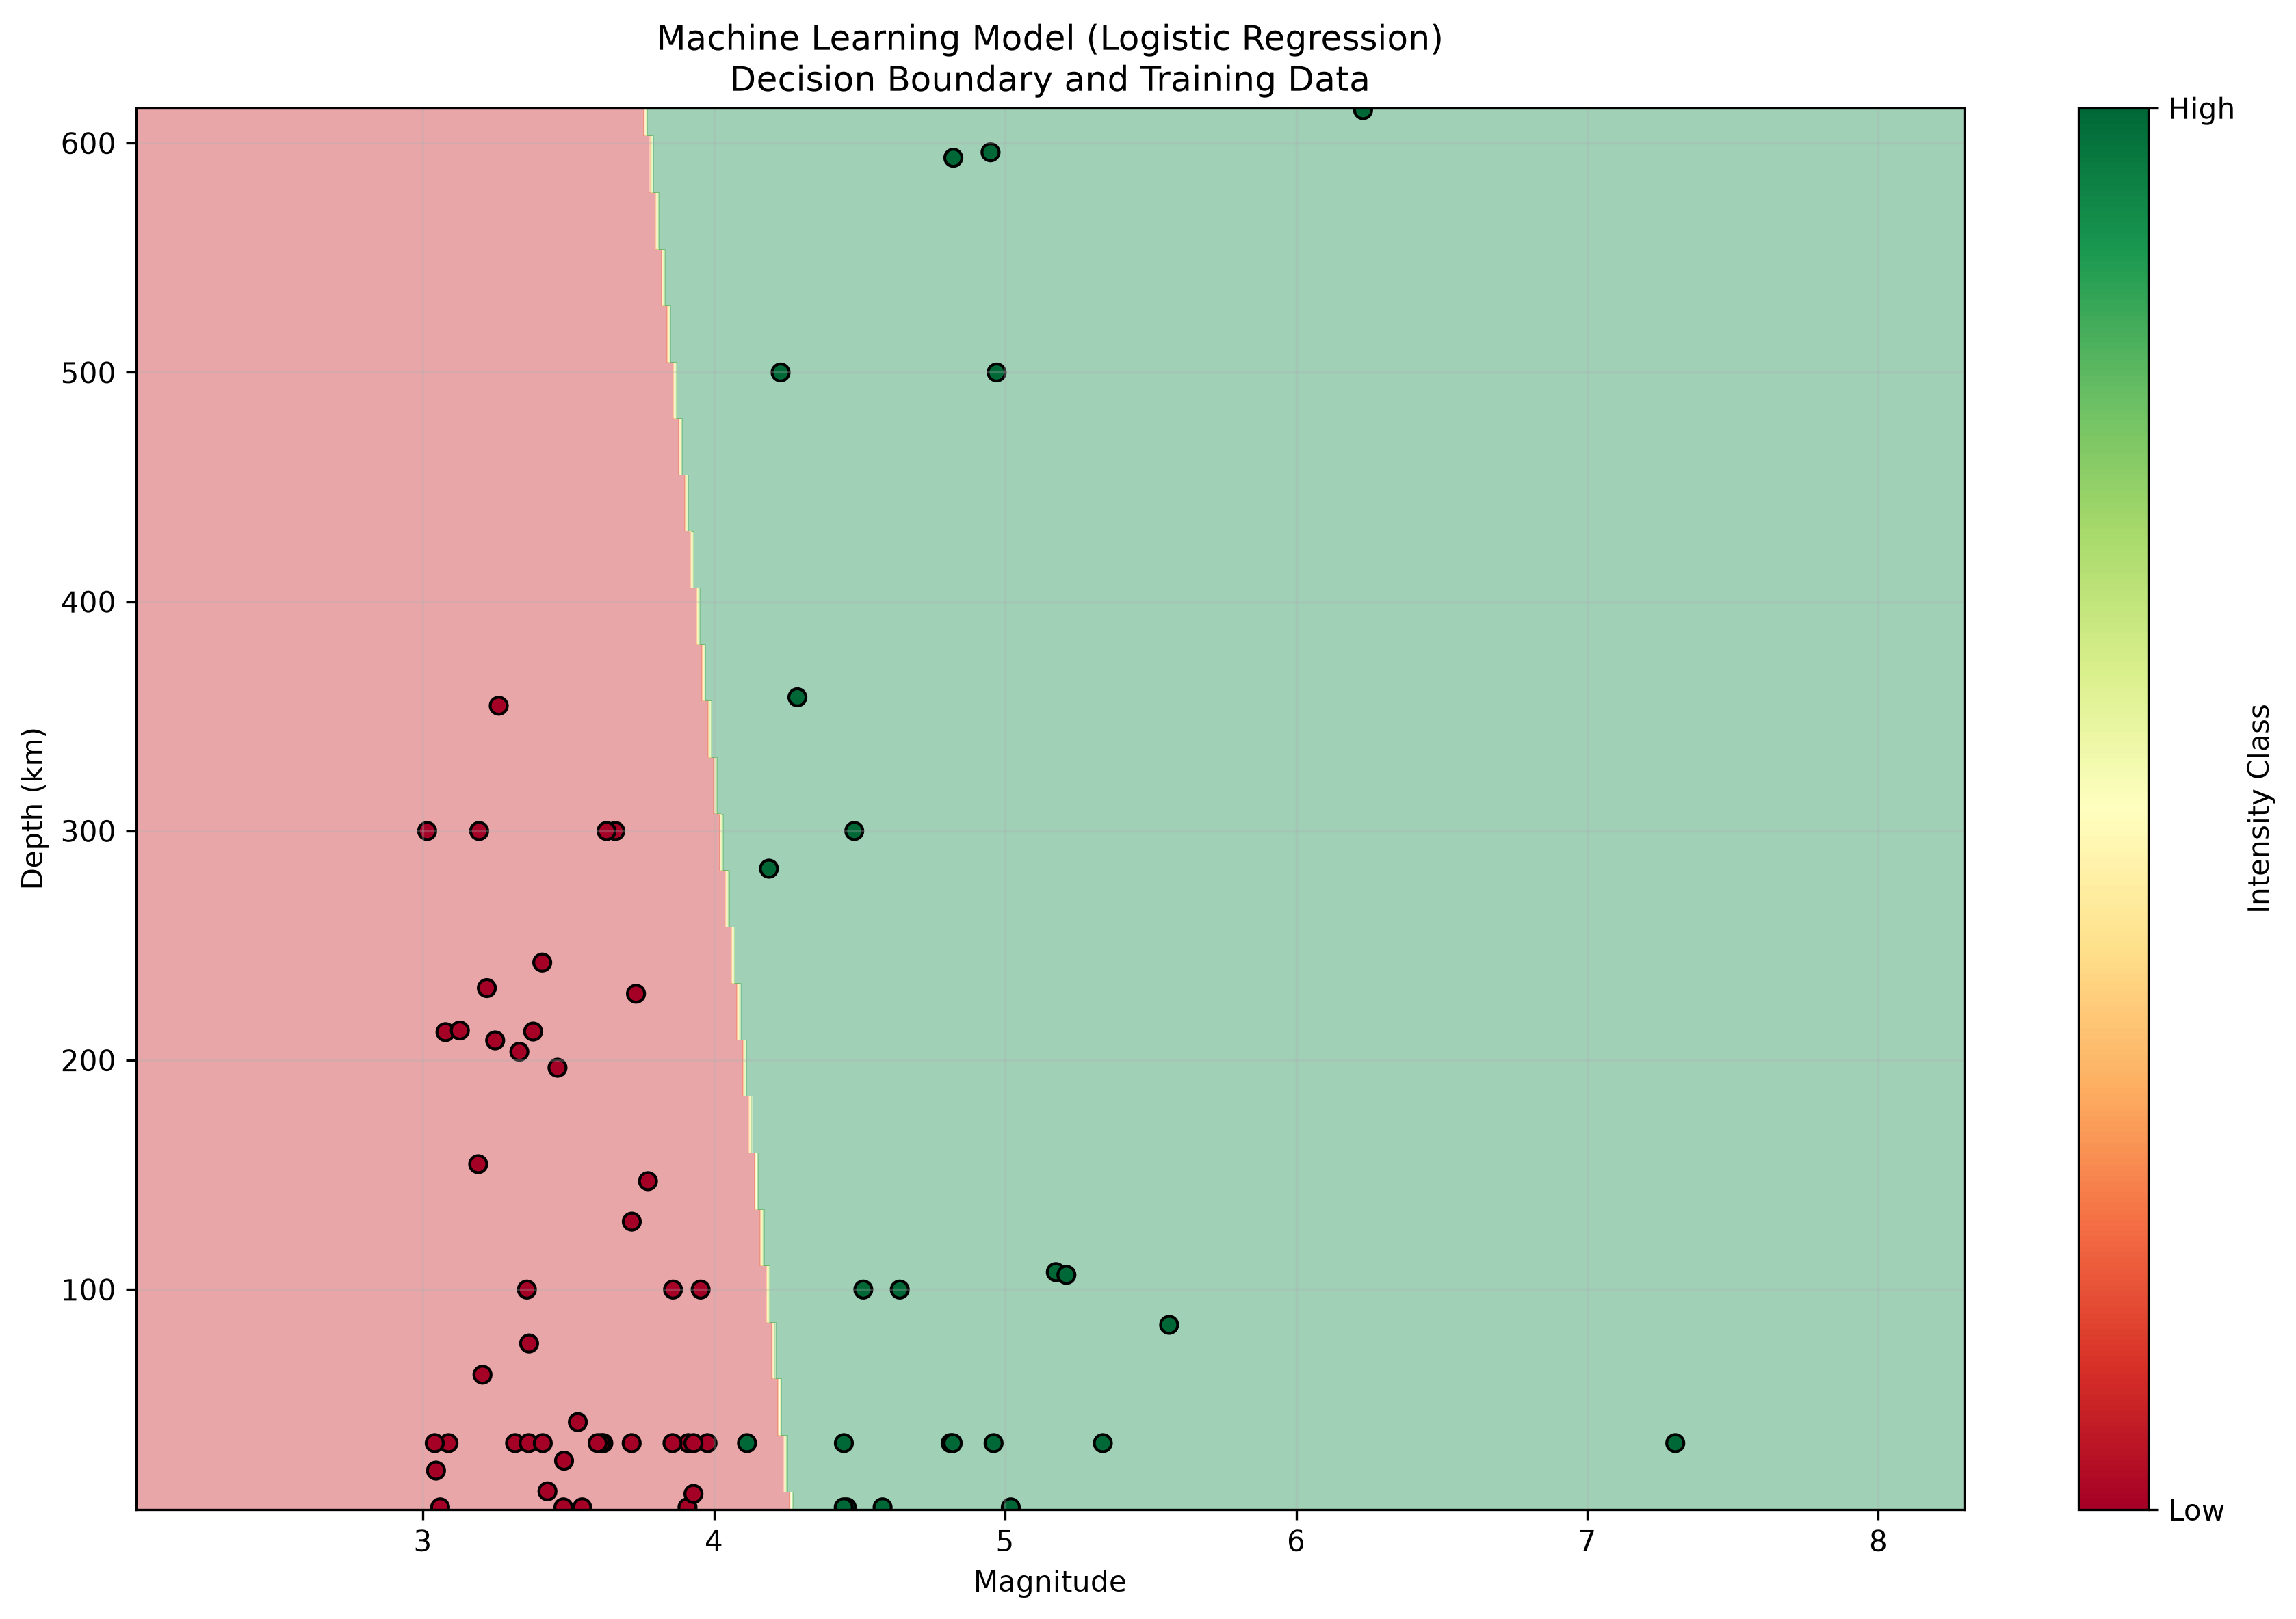 Machine Learning Model (Logistic Regression)
Decision Boundary and Training Data
600
500
400
300
200
100
Depth (km)
3 4 5 6 7 8
Magnitude
High
Low
Intensity Class